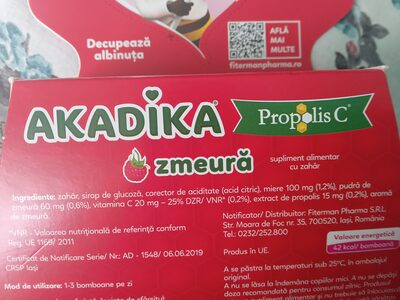 Decupează
albinuța
AFLĂ
MAI
MULTE
fitermanpharma.ro
AKADIKA®
Propolis C®
zmeură
supliment alimentar
cu zahăr
Ingrediente: zahăr, sirop de glucoză, corector de aciditate (acid citric), miere 100 mg (1,2%), pudră de
zmeură 60 mg (0,6%), vitamina C 20 mg – 25% DZR/ VNR* (0,2%), extract de propolis 15 mg (0,2%), aromă
de zmeură.
*VNR - Valoarea nutrițională de referință conform
Reg. UE 1169/ 2011
Certificat de Notificare Serie/ Nr: AD - 1548/ 06.06.2019
CRSP Iași
Mod de utilizare: 1-3 bomboane pe zi
Notificator/ Distribuitor: Fiterman Pharma S.R.L.
Str. Moara de Foc nr. 35, 700520, Iași, România
Tel.: 0232/252.800
Valoare energetică
42 kcal/ bomboană
Produs în UE.
A se păstra la temperaturi sub 25°C, în ambalajul
original.
A nu se lăsa la îndemâna copiilor mici. A nu se depăși
doza recomandată pentru consumul zilnic. Produsul